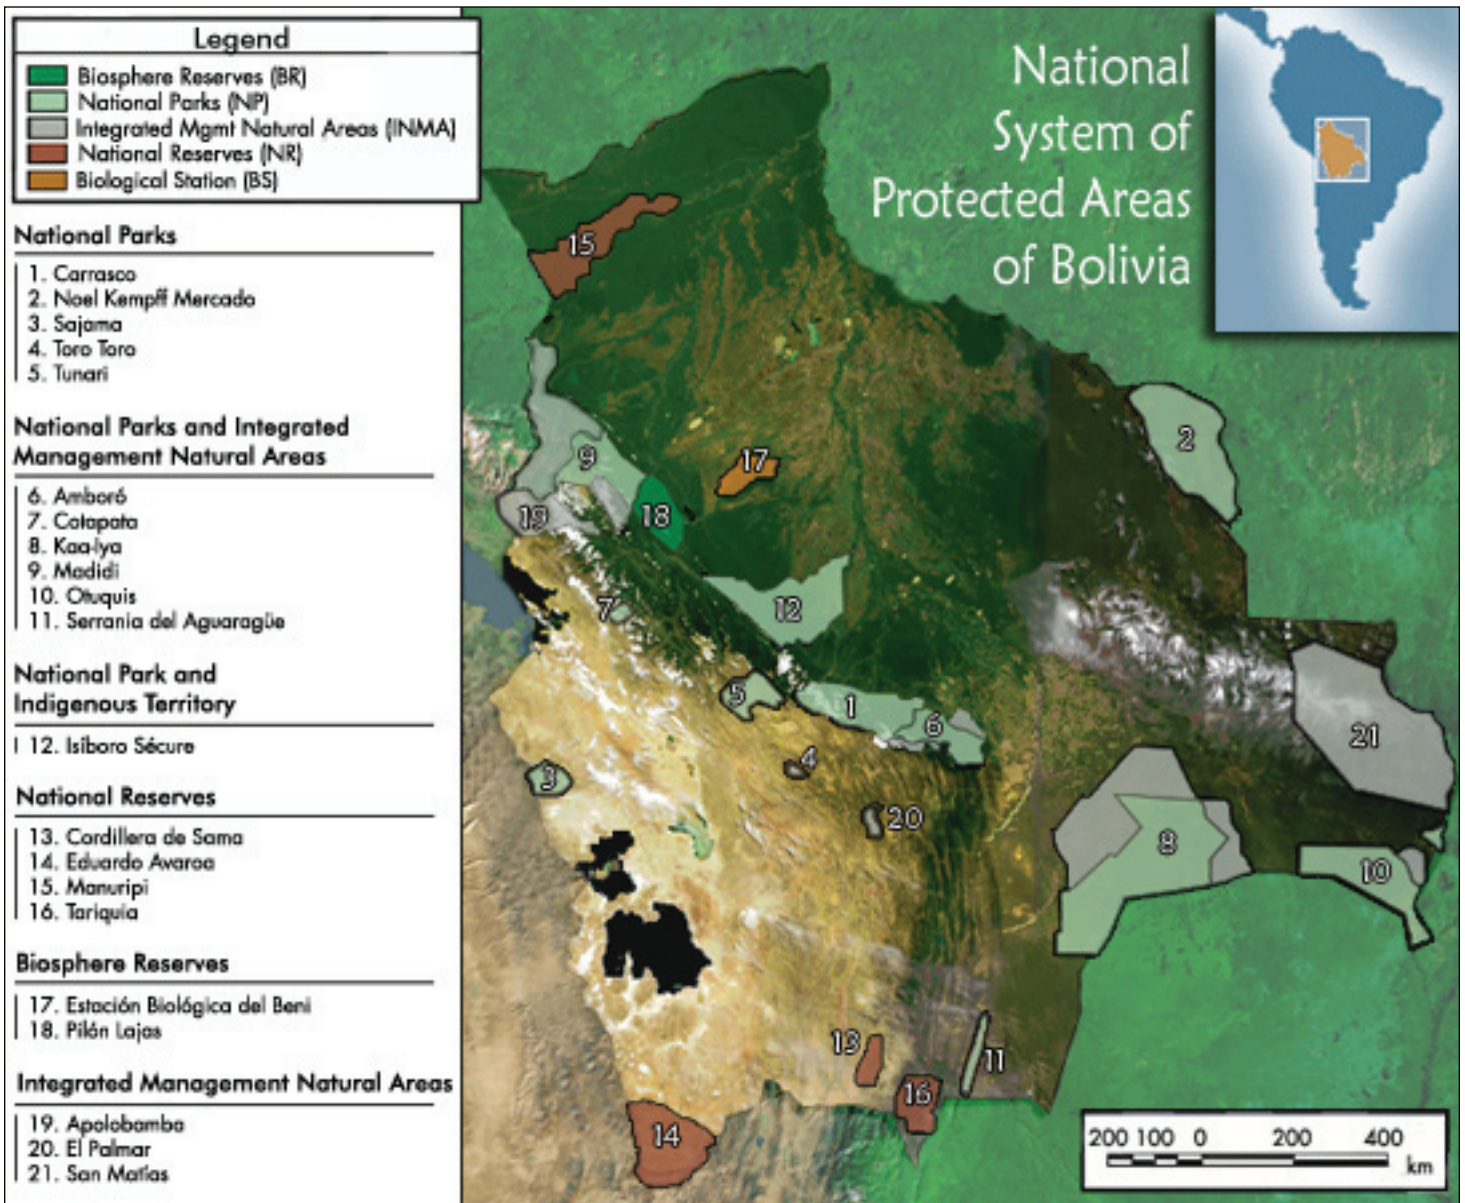 Legend
Biosphere Reserves (BR)
National Parks (NP)
Integrated Mgmt Natural Areas (INMA)
National Reserves (NR)
Biological Station (BS)
National Parks
1. Carrasco
2. Noel Kempff Mercado
3. Sajama
4. Toro Toro
5. Tunari
National Parks and Integrated
Management Natural Areas
6. Amboró
7. Cotapata
8. Kaa-Iya
9. Madidi
10. Otuquis
11. Serrania del Aguaragüe
National Park and
Indigenous Territory
12. Isíboro Sécure
National Reserves
13. Cordillera de Sama
14. Eduardo Avaroa
15. Manuripi
16. Tariquia
Biosphere Reserves
17. Estación Biológica del Beni
18. Pilón Lajas
Integrated Management Natural Areas
19. Apolobamba
20. El Palmar
21. San Matías
National
System of
Protected Areas
of Bolivia
15
2
9
17
19
18
7
12
5
1
6
21
4
3
20
8
10
13
11
16
14
200 100 0 200 400
km